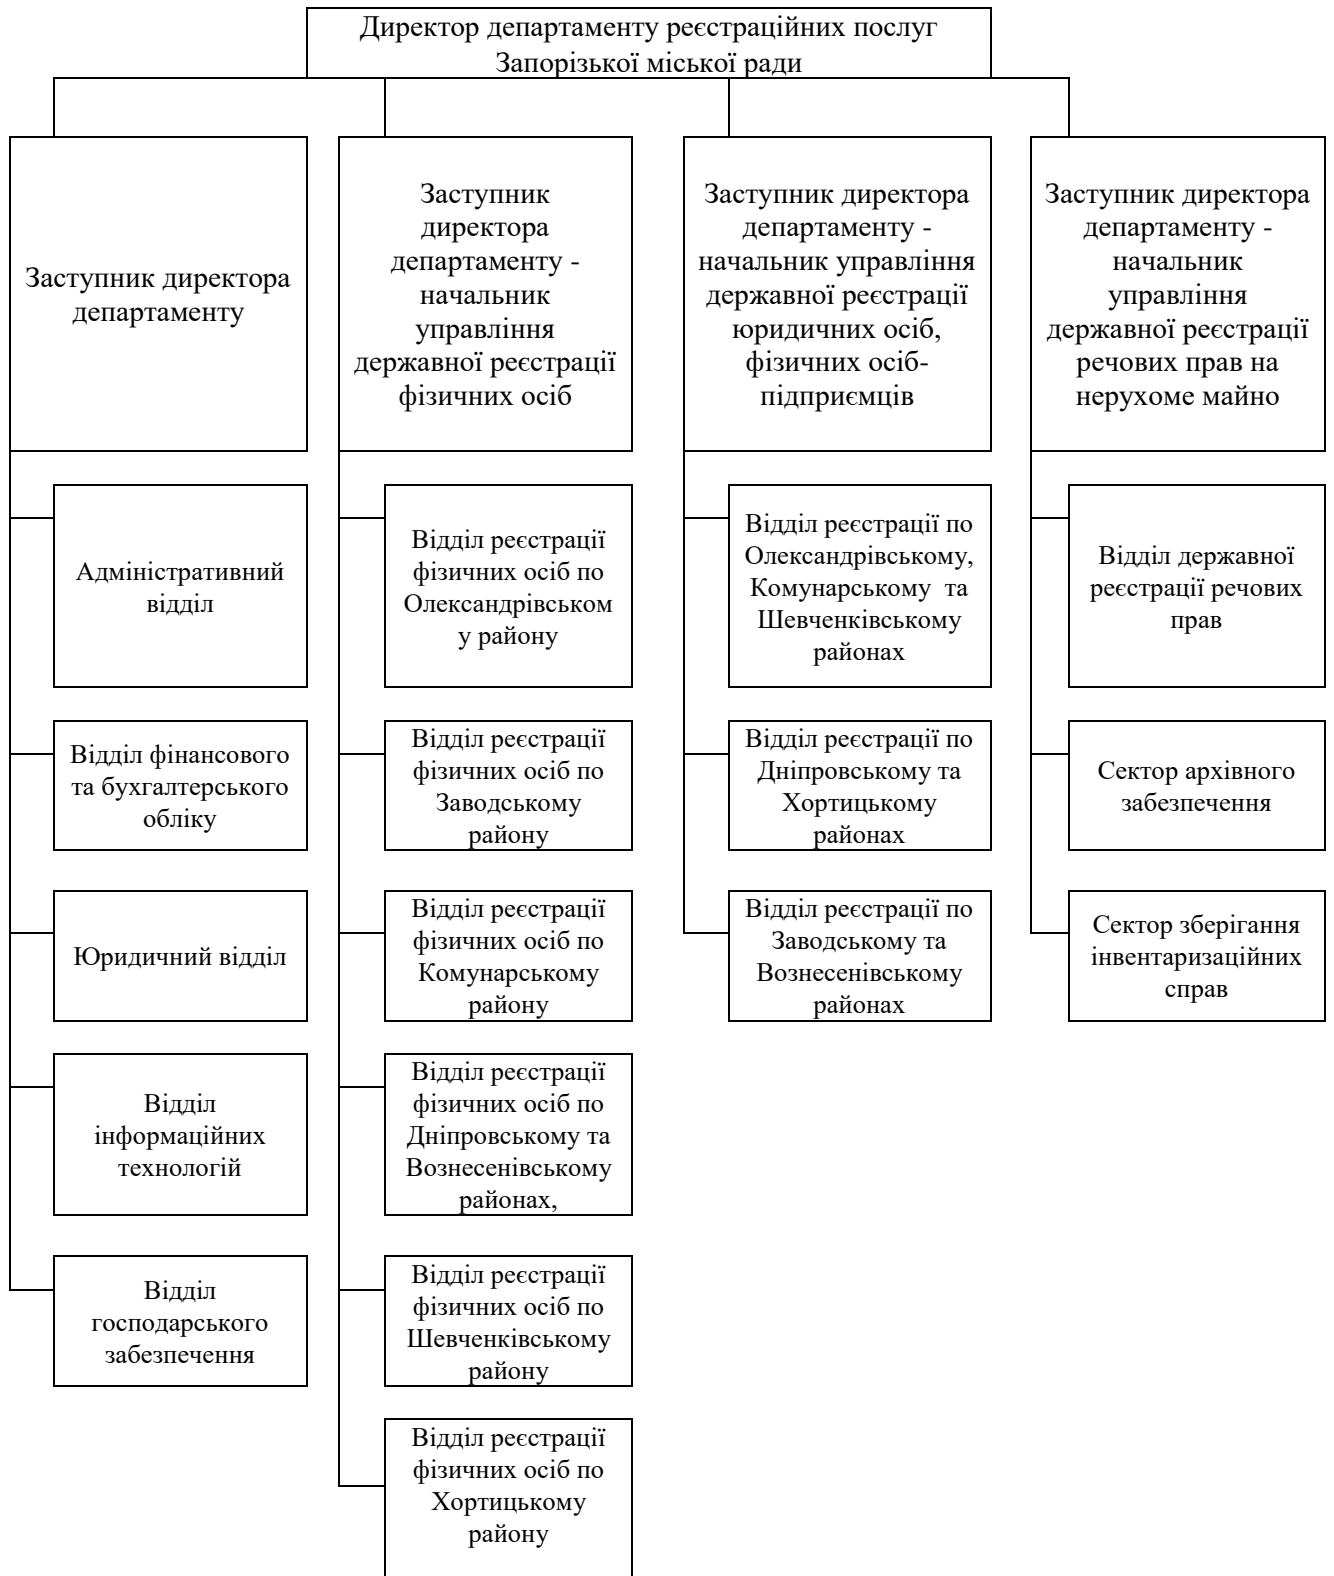 Директор департаменту реєстраційних послуг
Запорізької міської ради
Заступник директора
департаменту
Адміністративний
відділ
Відділ фінансового
та бухгалтерського
обліку
Юридичний відділ
Відділ
інформаційних
технологій
Відділ
господарського
забезпечення
Заступник
директора
департаменту -
начальник
управління
державної реєстрації
фізичних осіб
Відділ реєстрації
фізичних осіб по
Олександрівськом
у району
Відділ реєстрації
фізичних осіб по
Заводському
району
Відділ реєстрації
фізичних осіб по
Комунарському
району
Відділ реєстрації
фізичних осіб по
Дніпровському та
Вознесенівському
районах,
Відділ реєстрації
фізичних осіб по
Шевченківському
району
Відділ реєстрації
фізичних осіб по
Хортицькому
району
Заступник директора
департаменту -
начальник управління
державної реєстрації
юридичних осіб,
фізичних осіб-
підприємців
Відділ реєстрації по
Олександрівському,
Комунарському  та
Шевченківському
районах
Відділ реєстрації по
Дніпровському та
Хортицькому
районах
Відділ реєстрації по
Заводському та
Вознесенівському
районах
Заступник директора
департаменту -
начальник
управління
державної реєстрації
речових прав на
нерухоме майно
Відділ державної
реєстрації речових
прав
Сектор архівного
забезпечення
Сектор зберігання
інвентаризаційних
справ